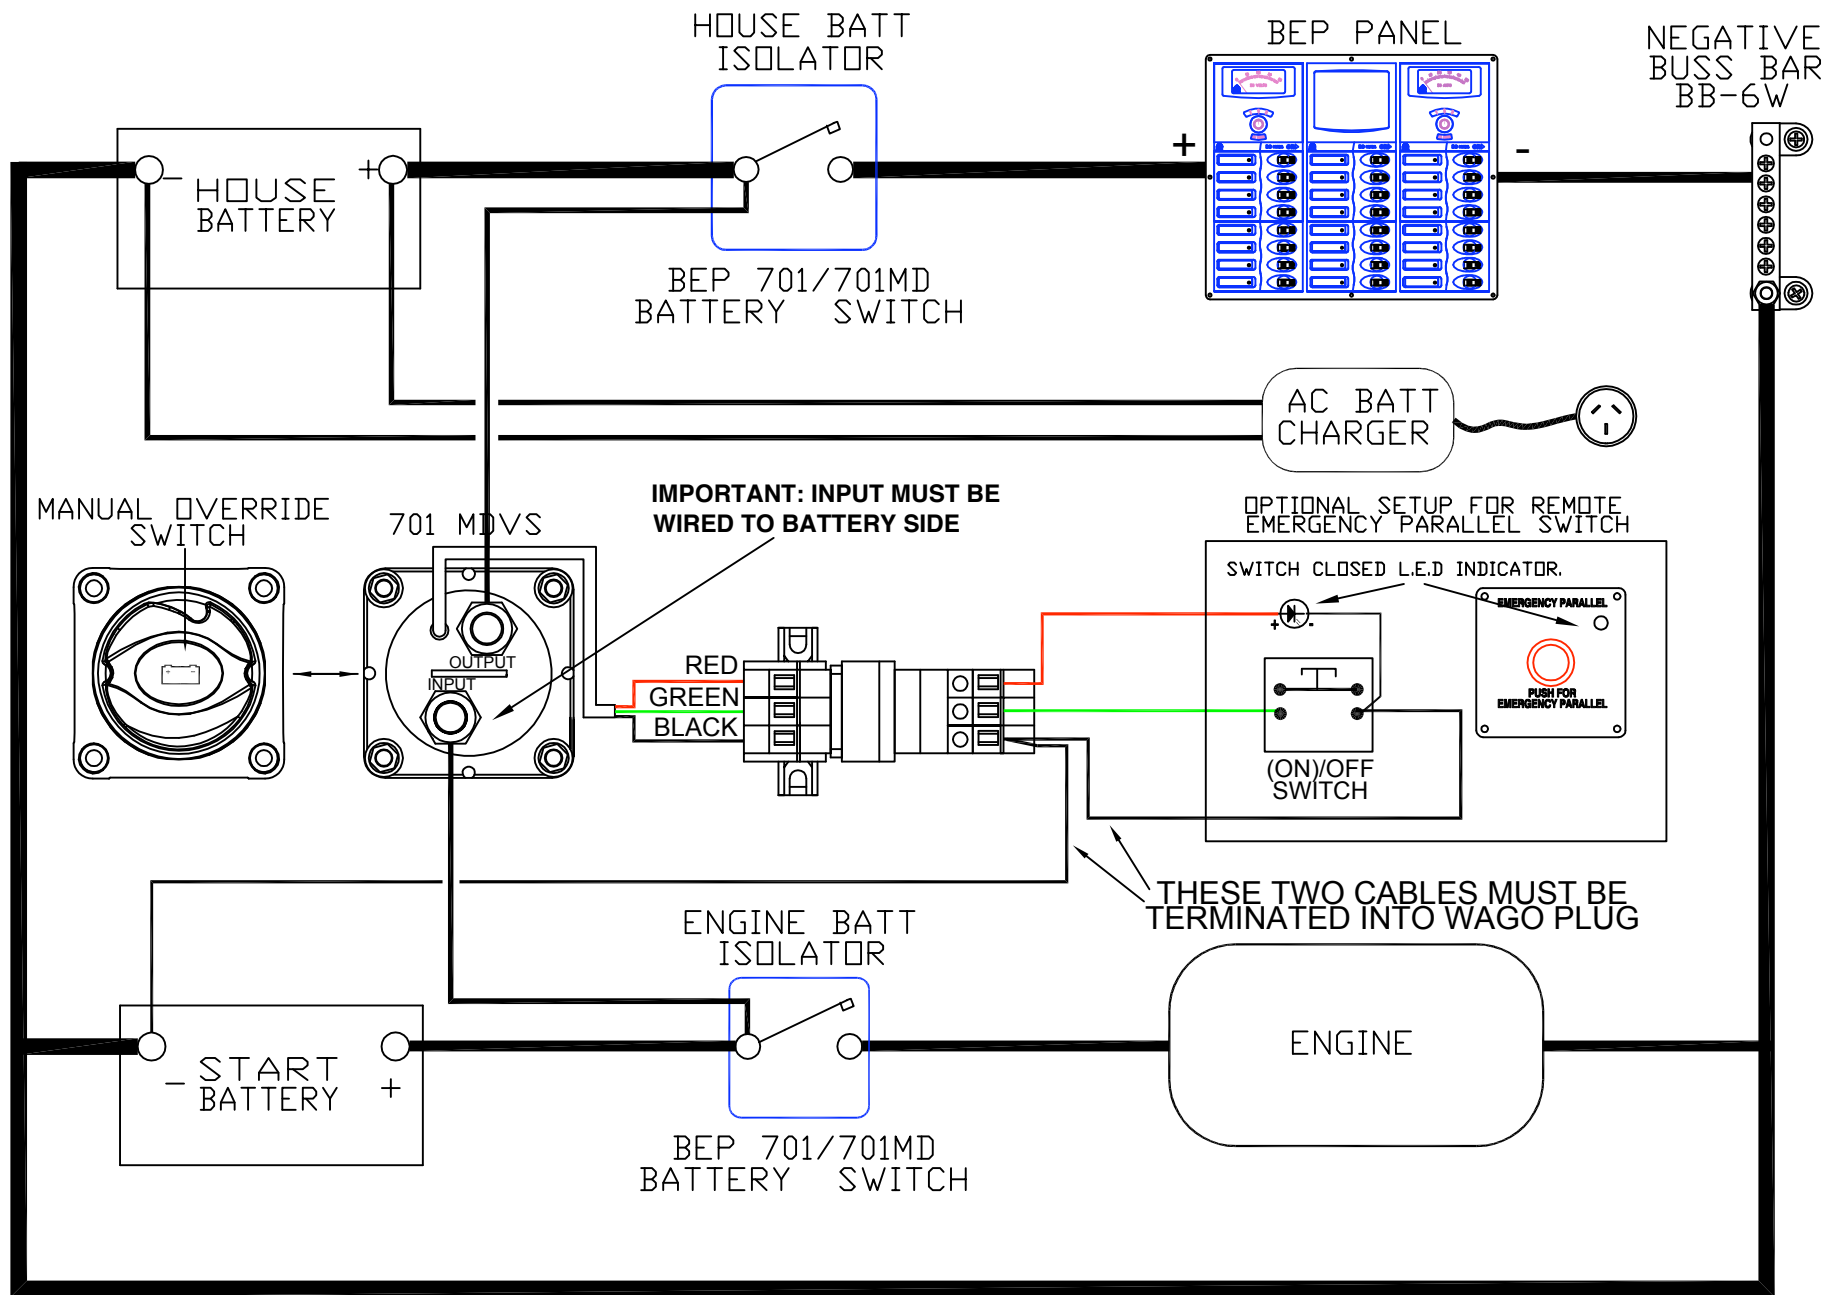 HOUSE BATT
ISOLATOR
BEP PANEL
NEGATIVE
BUSS BAR
BB-6W
+
-
-
+
HOUSE
BATTERY
BEP 701/701MD
BATTERY SWITCH
AC BATT
CHARGER
MANUAL OVERRIDE
SWITCH
701 MDVS
IMPORTANT: INPUT MUST BE
WIRED TO BATTERY SIDE
OPTIONAL SETUP FOR REMOTE
EMERGENCY PARALLEL SWITCH
SWITCH CLOSED L.E.D INDICATOR.
EMERGENCY PARALLEL
+
-
OUTPUT
INPUT
RED
GREEN
BLACK
PUSH FOR
EMERGENCY PARALLEL
(ON)/OFF
SWITCH
THESE TWO CABLES MUST BE
TERMINATED INTO WAGO PLUG
ENGINE BATT
ISOLATOR
ENGINE
-
START
BATTERY
+
BEP 701/701MD
BATTERY SWITCH